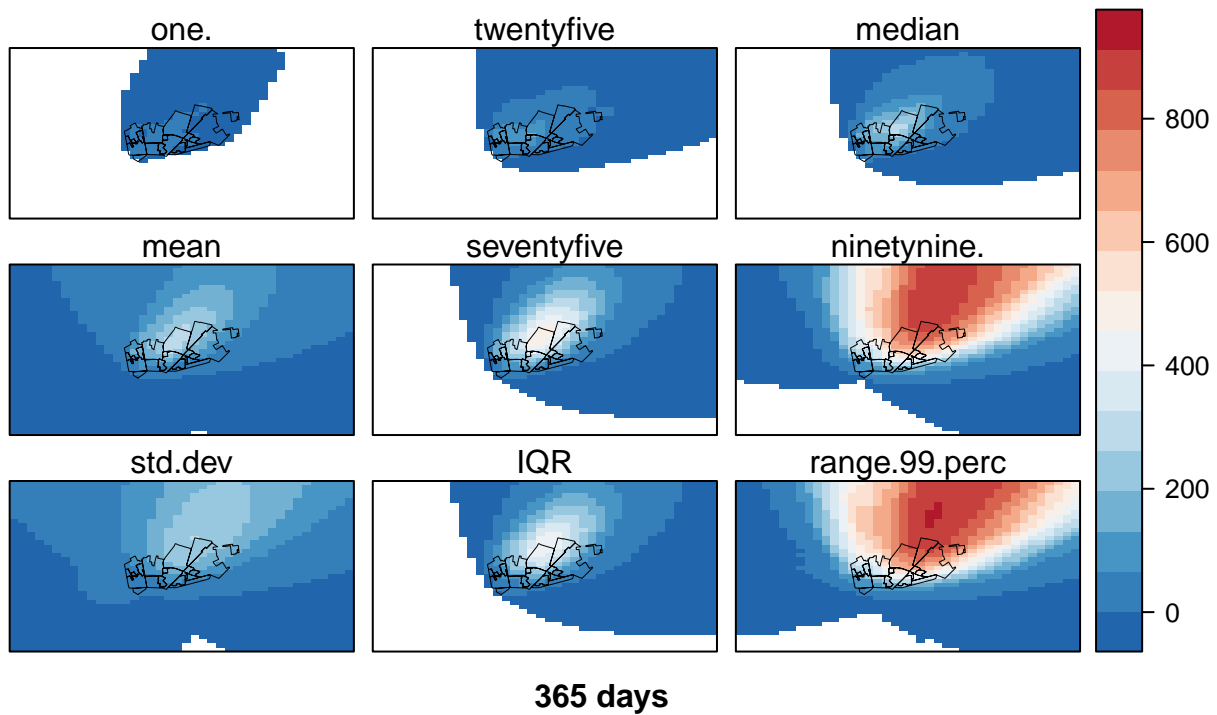 one. twentyfive median
mean seventyfive ninetynine.
std.dev IQR range.99.perc
800
600
400
200
0
365 days